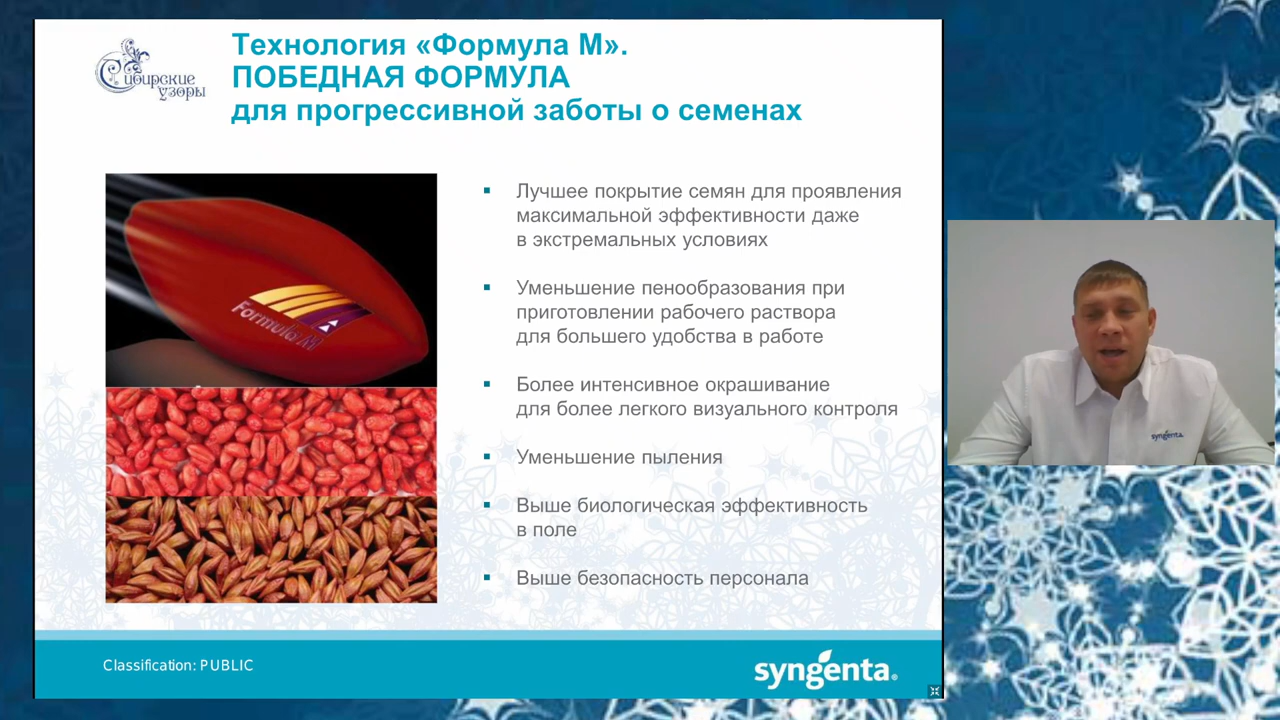 Сибирские
узоры
Технология «Формула М».
ПОБЕДНАЯ ФОРМУЛА
для прогрессивной заботы о семенах
Formula M
Лучшее покрытие семян для проявления
максимальной эффективности даже
в экстремальных условиях
Уменьшение пенообразования при
приготовлении рабочего раствора
для большего удобства в работе
Более интенсивное окрашивание
для более легкого визуального контроля
Уменьшение пыления
Выше биологическая эффективность
в поле
Выше безопасность персонала
syngenta.
Classification: PUBLIC
syngenta®